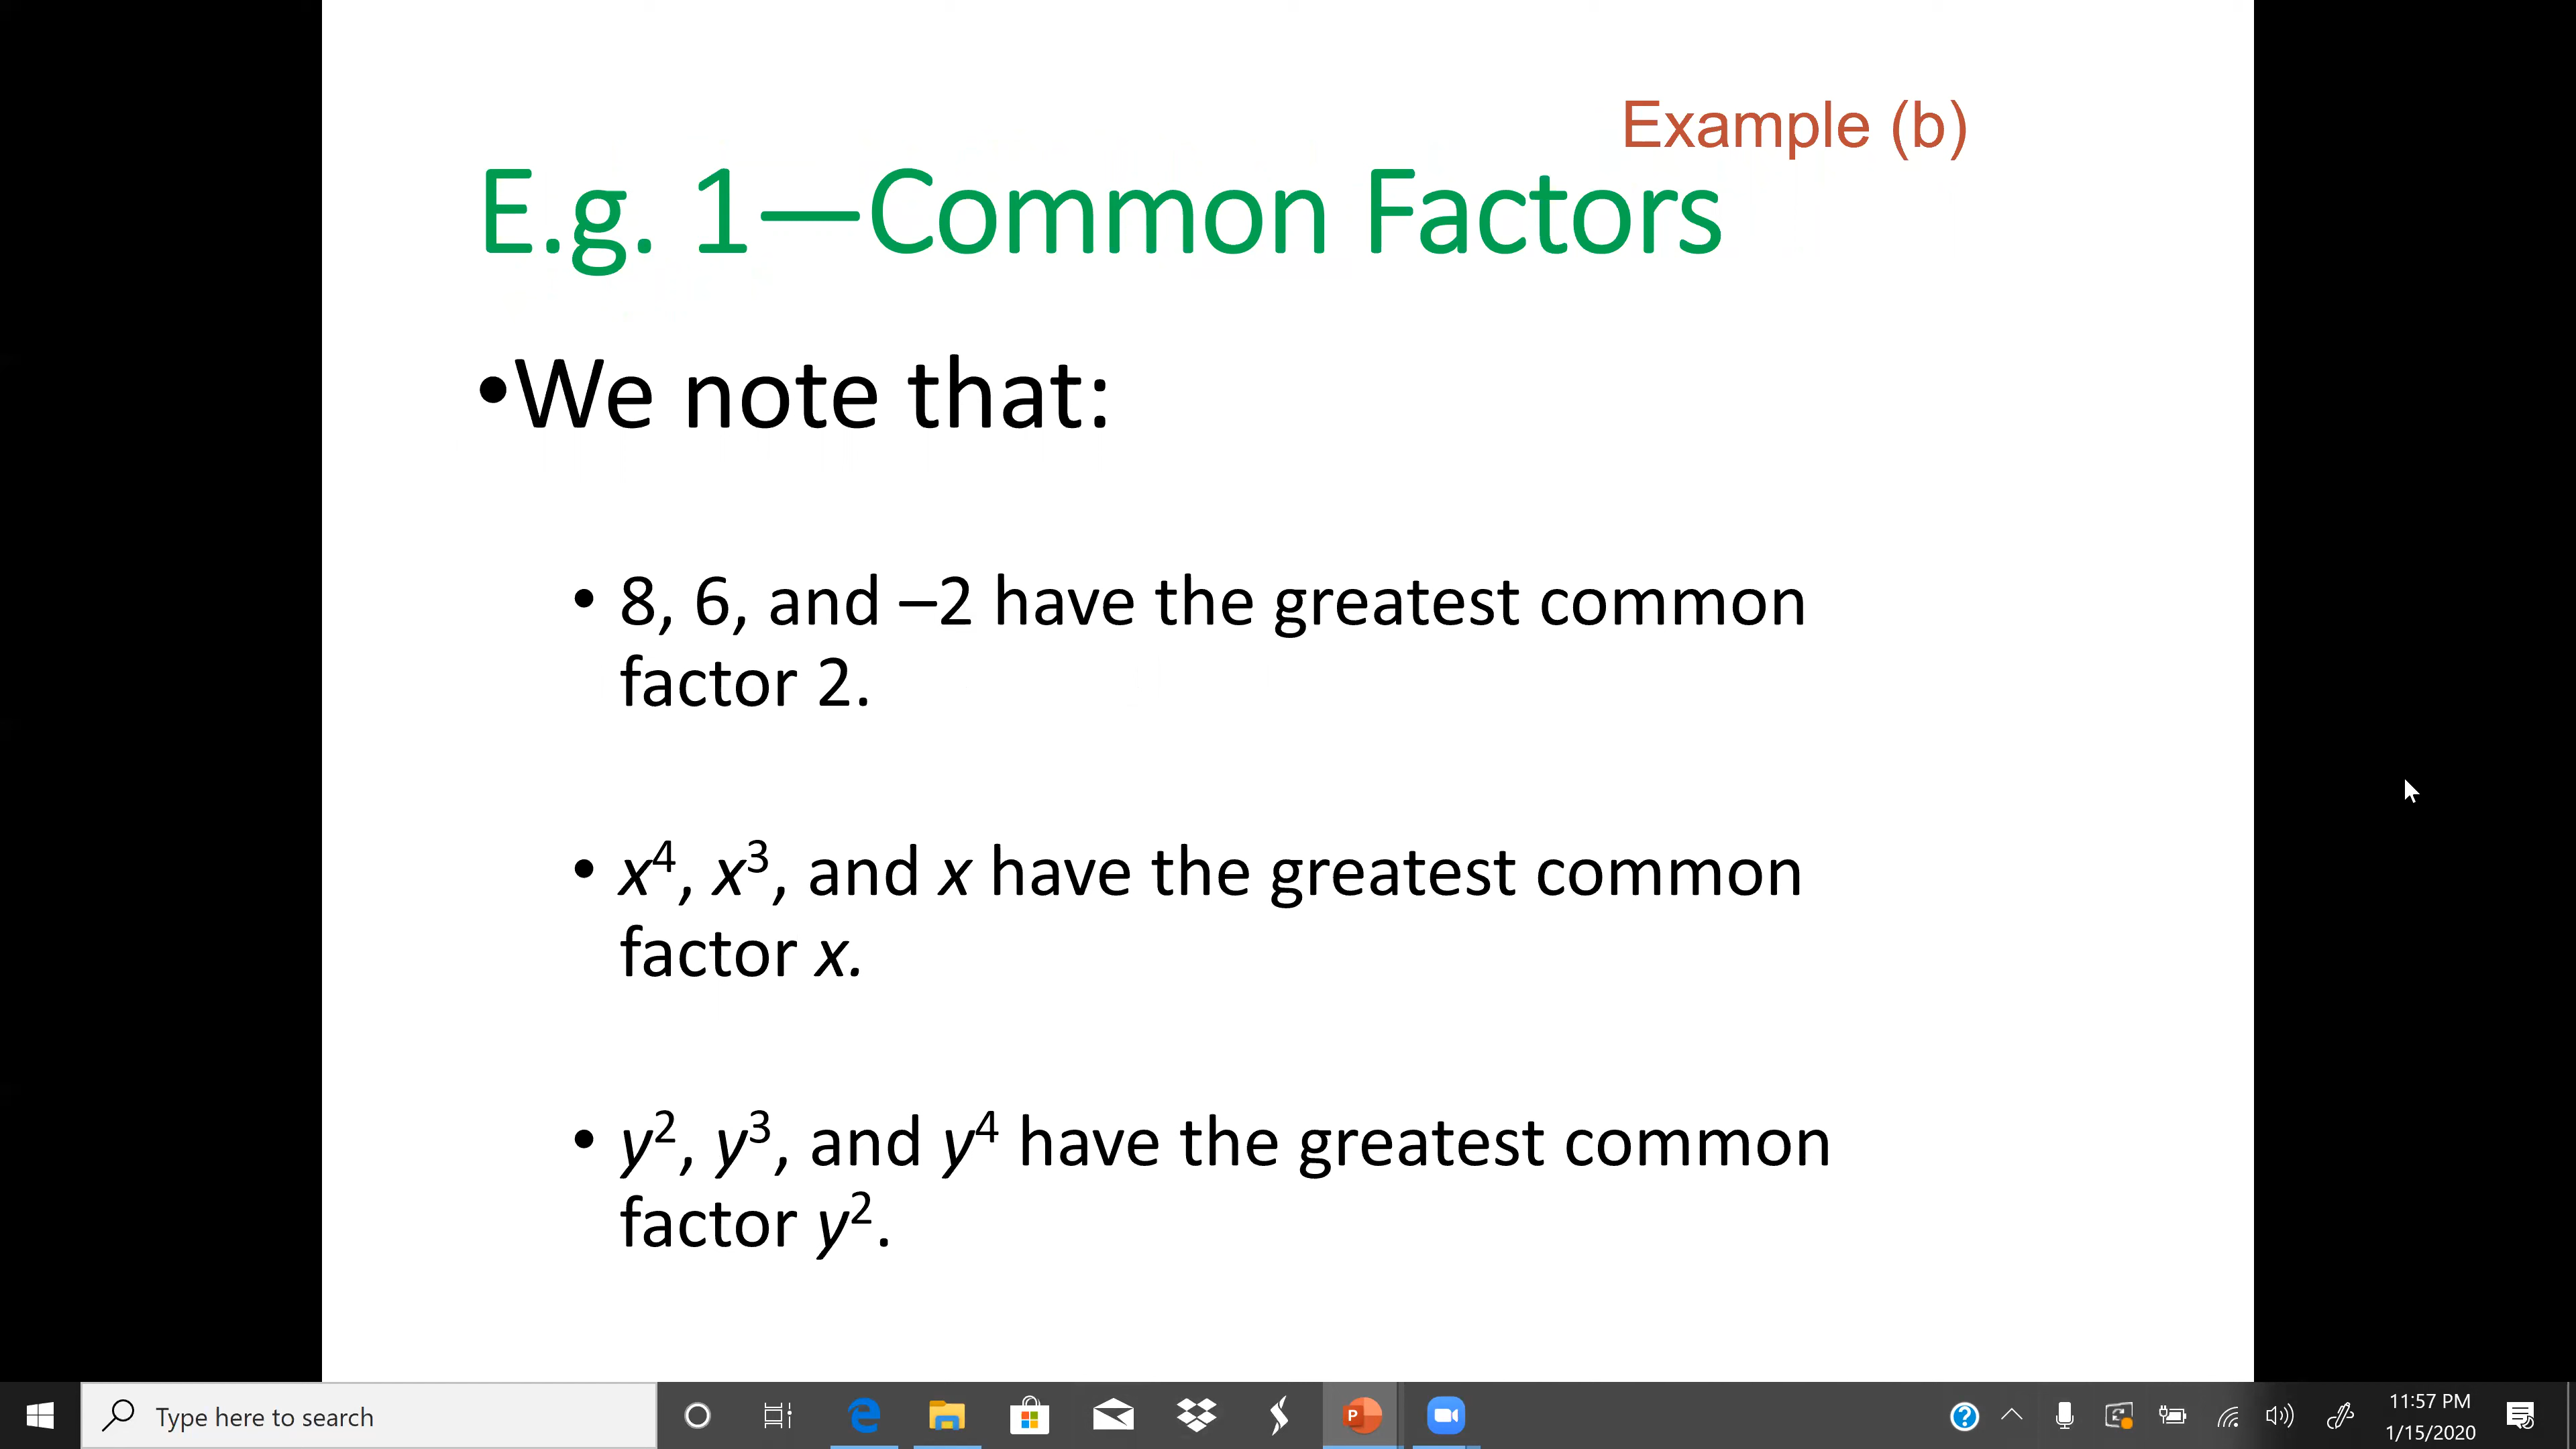 Example (b)
E.g. 1—Common Factors
•We note that:
• 8, 6, and –2 have the greatest common
factor 2.
• x⁴, x³, and x have the greatest common
factor x.
• y², y³, and y⁴ have the greatest common
factor y².
Type here to search
11:57 PM
1/15/2020